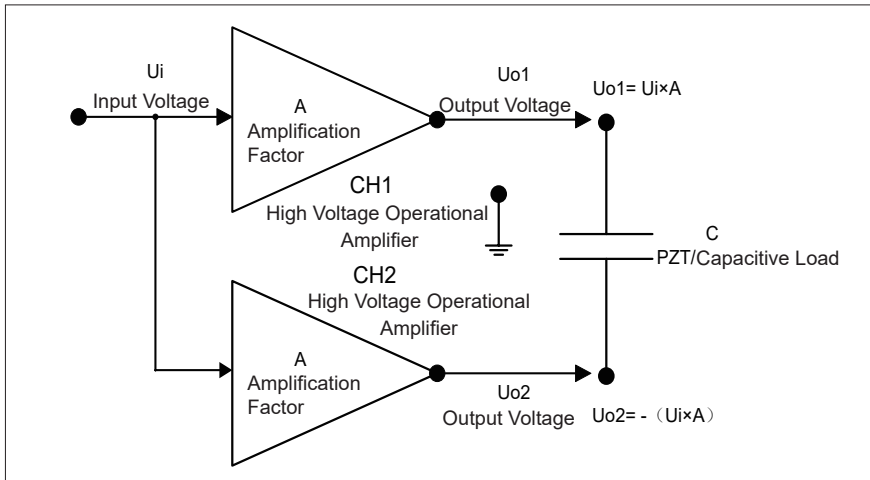 Ui
Input Voltage
A
Amplification
Factor
Uo1
Output Voltage
Uo1= Ui×A
CH1
High Voltage Operational
Amplifier
C
PZT/Capacitive Load
CH2
High Voltage Operational
Amplifier
A
Amplification
Factor
Uo2
Output Voltage
Uo2= -（Ui×A）